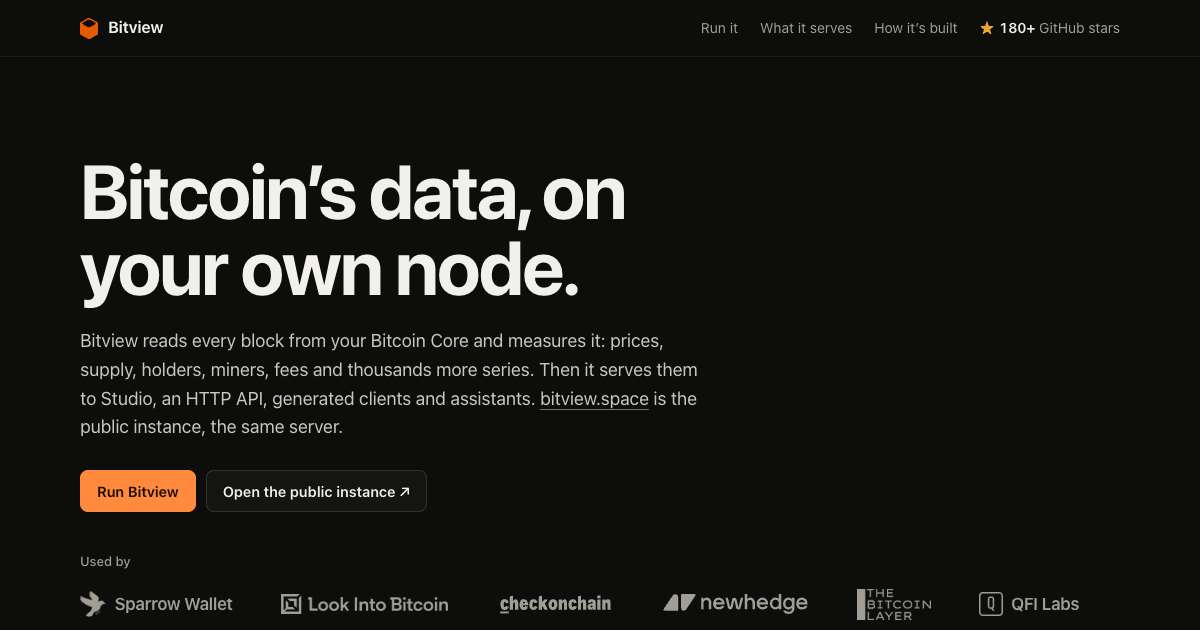 Bitview
Run it
What it serves
How it’s built
180+ GitHub stars
Bitcoin’s data, on
your own node.
Bitview reads every block from your Bitcoin Core and measures it: prices,
supply, holders, miners, fees and thousands more series. Then it serves them
to Studio, an HTTP API, generated clients and assistants. bitview.space is the
public instance, the same server.
Run Bitview
Open the public instance ↗
Used by
Sparrow Wallet
Look Into Bitcoin
checkonchain
newhedge
THE
BITCOIN
LAYER
Q QFI Labs